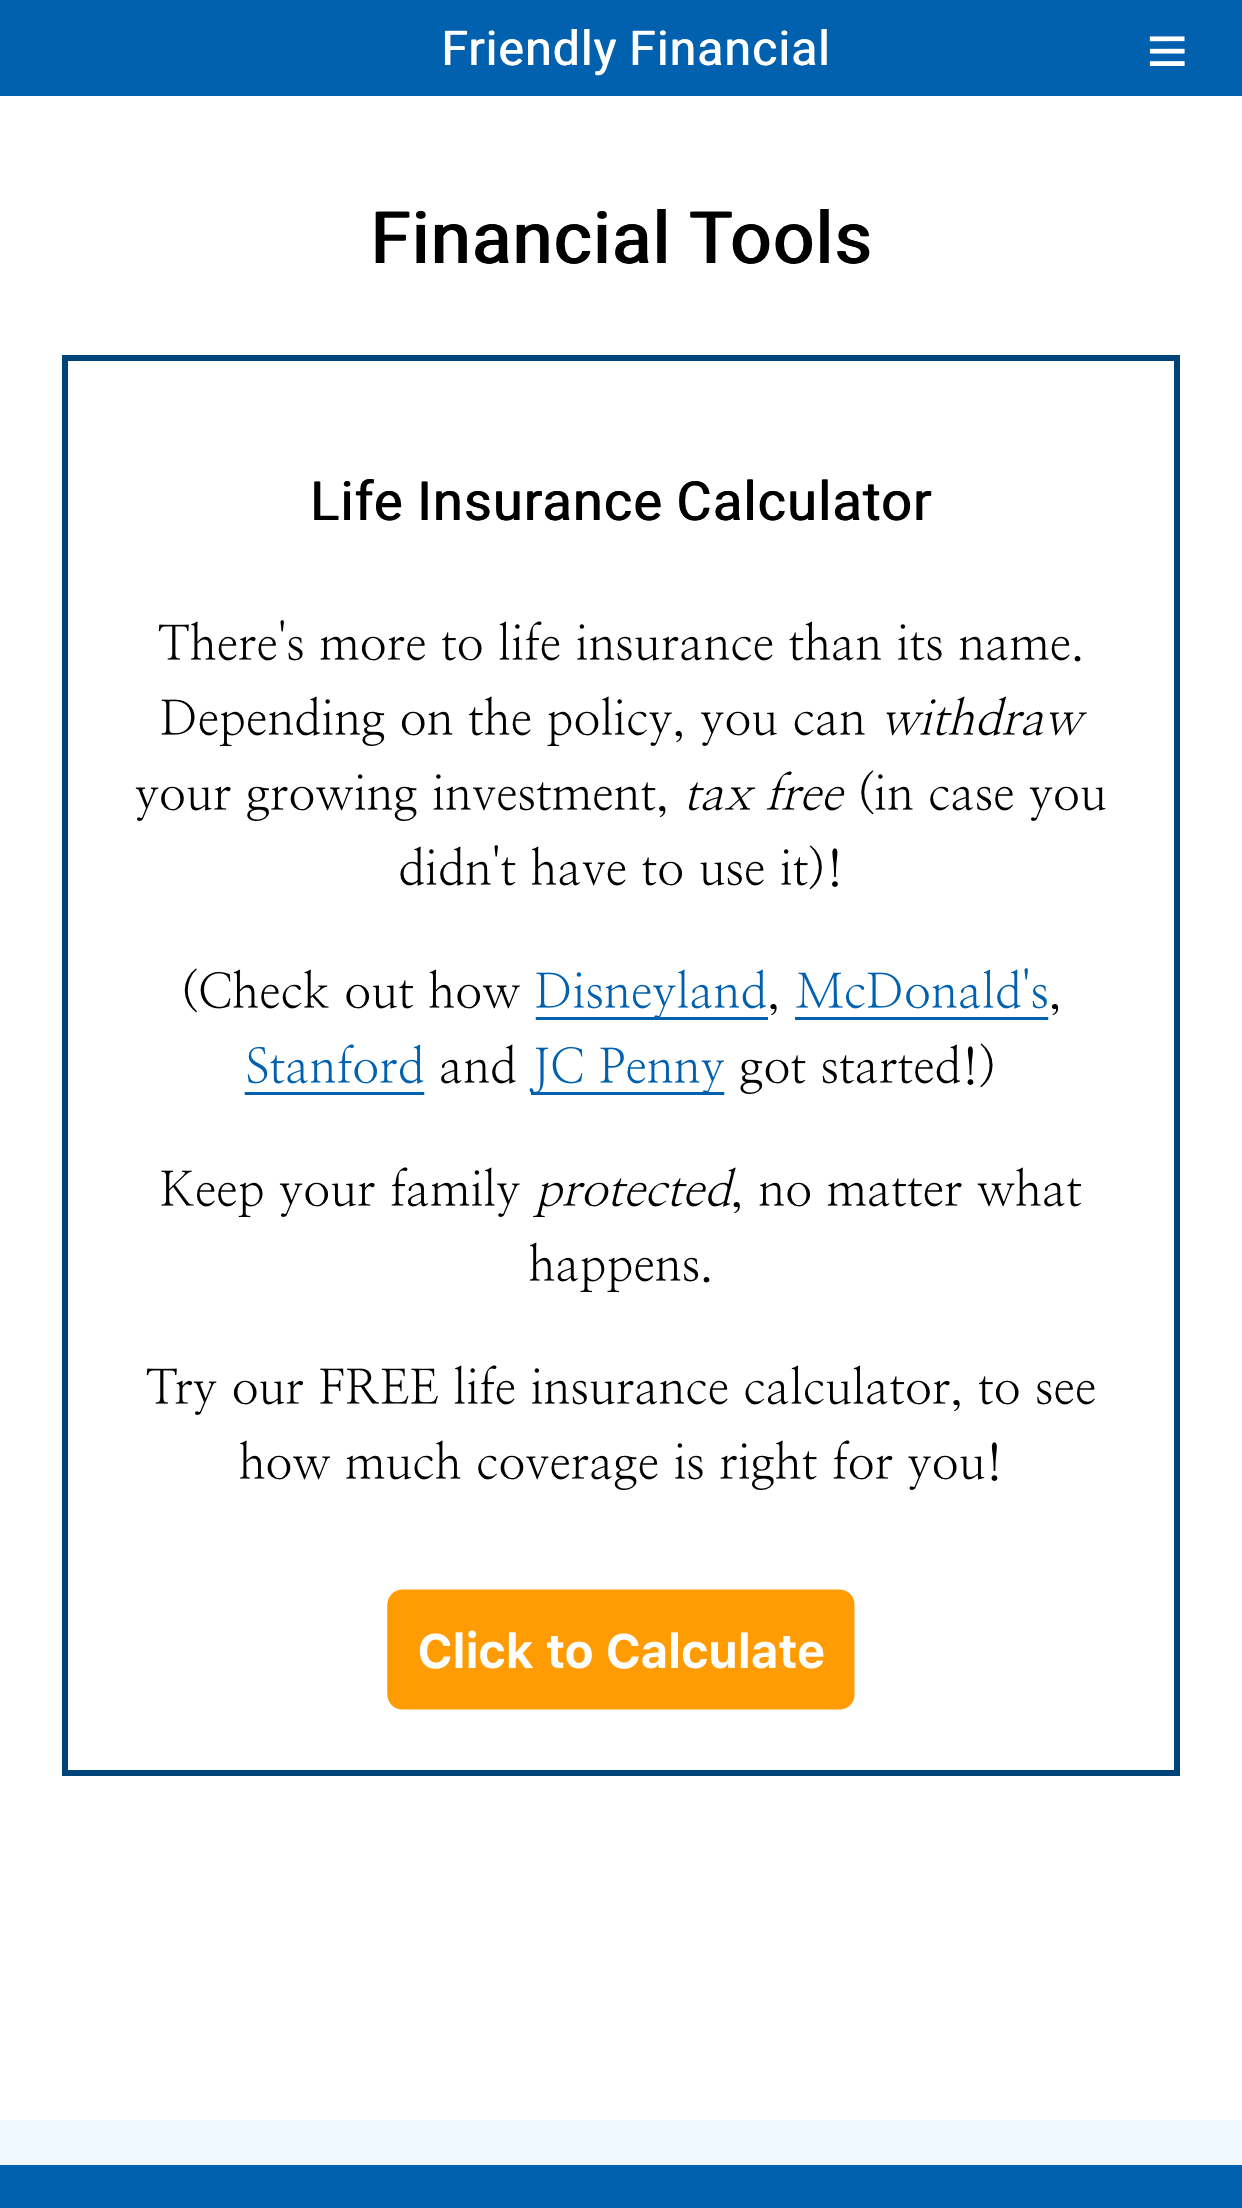 Friendly Financial
Financial Tools
Life Insurance Calculator
There's more to life insurance than its name.
Depending on the policy, you can withdraw
your growing investment, tax free (in case you
didn't have to use it)!
(Check out how Disneyland, McDonald's,
Stanford and JC Penny got started!)
Keep your family protected, no matter what
happens.
Try our FREE life insurance calculator, to see
how much coverage is right for you!
Click to Calculate